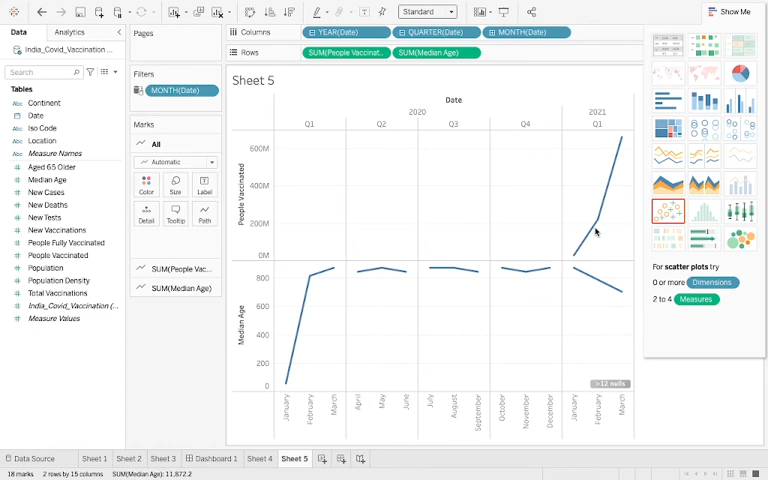 Standard
Show Me
Data
Analytics
Pages
Columns
YEAR(Date)
QUARTER(Date)
MONTH(Date)
India_Covid_Vaccination ...
Rows
SUM(People Vaccinat..
SUM(Median Age)
Search
Filters
MONTH(Date)
Sheet 5
Tables
Abc Continent
Date
Abc Iso Code
Abc Location
Abc Measure Names
Aged 65 Older
Median Age
New Cases
New Deaths
New Tests
New Vaccinations
People Fully Vaccinated
People Vaccinated
Population
Population Density
Total Vaccinations
India_Covid_Vaccination (...
Measure Values
Marks
All
Automatic
Color
Size
Label
Detail
Tooltip
Path
SUM(People Vac...
SUM(Median Age)
Date
2020
2021
Q1
Q2
Q3
Q4
Q1
People Vaccinated
600M
400M
200M
0M
Median Age
800
600
400
200
0
>12 nulls
January
February
March
April
May
June
July
August
September
October
November
December
January
February
March
For scatter plots try
0 or more Dimensions
2 to 4 Measures
Data Source
Sheet 1
Sheet 2
Sheet 3
Dashboard 1
Sheet 4
Sheet 5
18 marks
2 rows by 15 columns
SUM(Median Age): 11,872.2